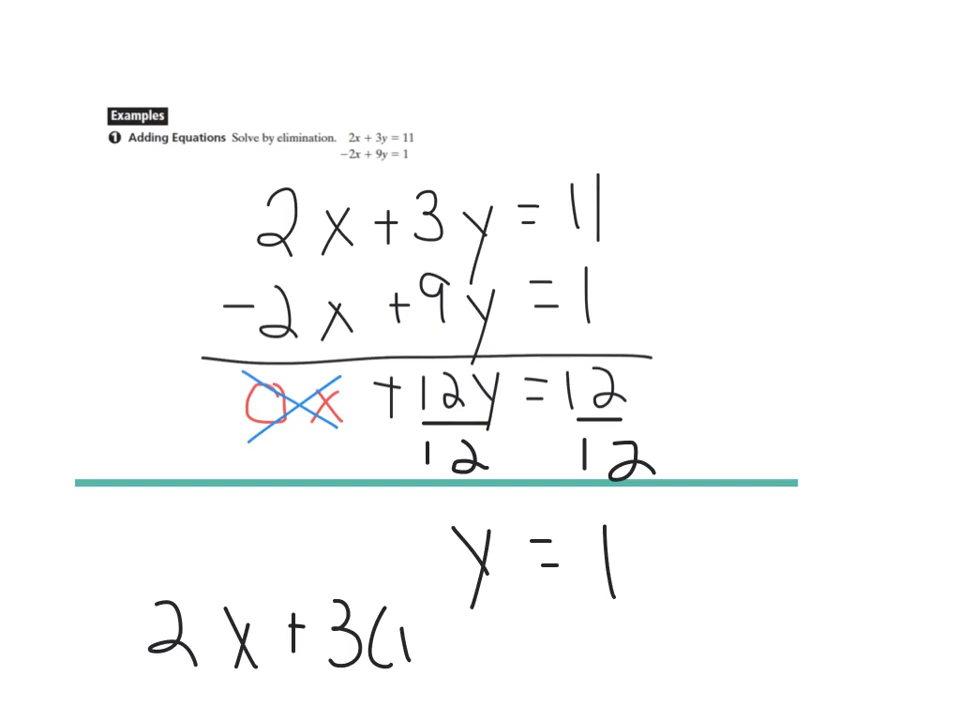 Examples
1 Adding Equations Solve by elimination. 2x + 3y = 11
−2x + 9y = 1
2x + 3y = 11
-2x + 9y = 1
0x + 12y = 12
12 12
y = 1
2x + 3(1